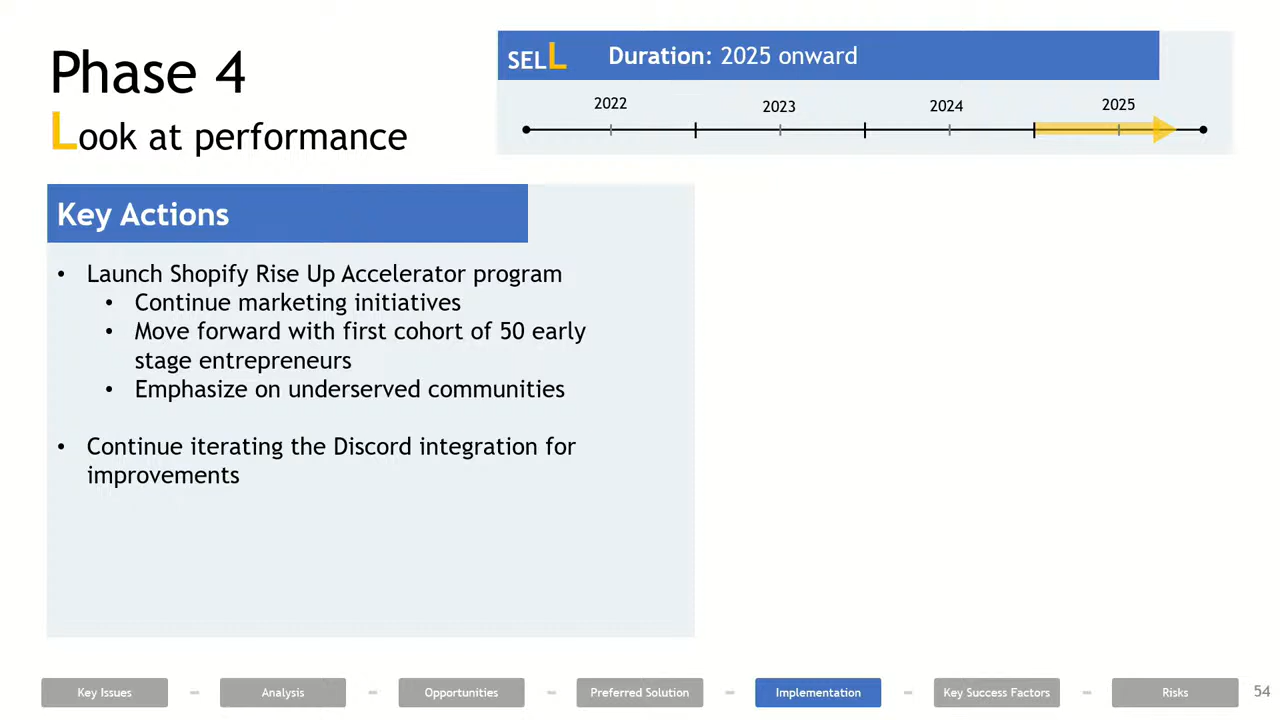 Phase 4
Look at performance
SELL Duration: 2025 onward
2022 2023 2024 2025
Key Actions
• Launch Shopify Rise Up Accelerator program
• Continue marketing initiatives
• Move forward with first cohort of 50 early
stage entrepreneurs
• Emphasize on underserved communities
• Continue iterating the Discord integration for
improvements
Key Issues – Analysis – Opportunities – Preferred Solution – Implementation – Key Success Factors – Risks 54